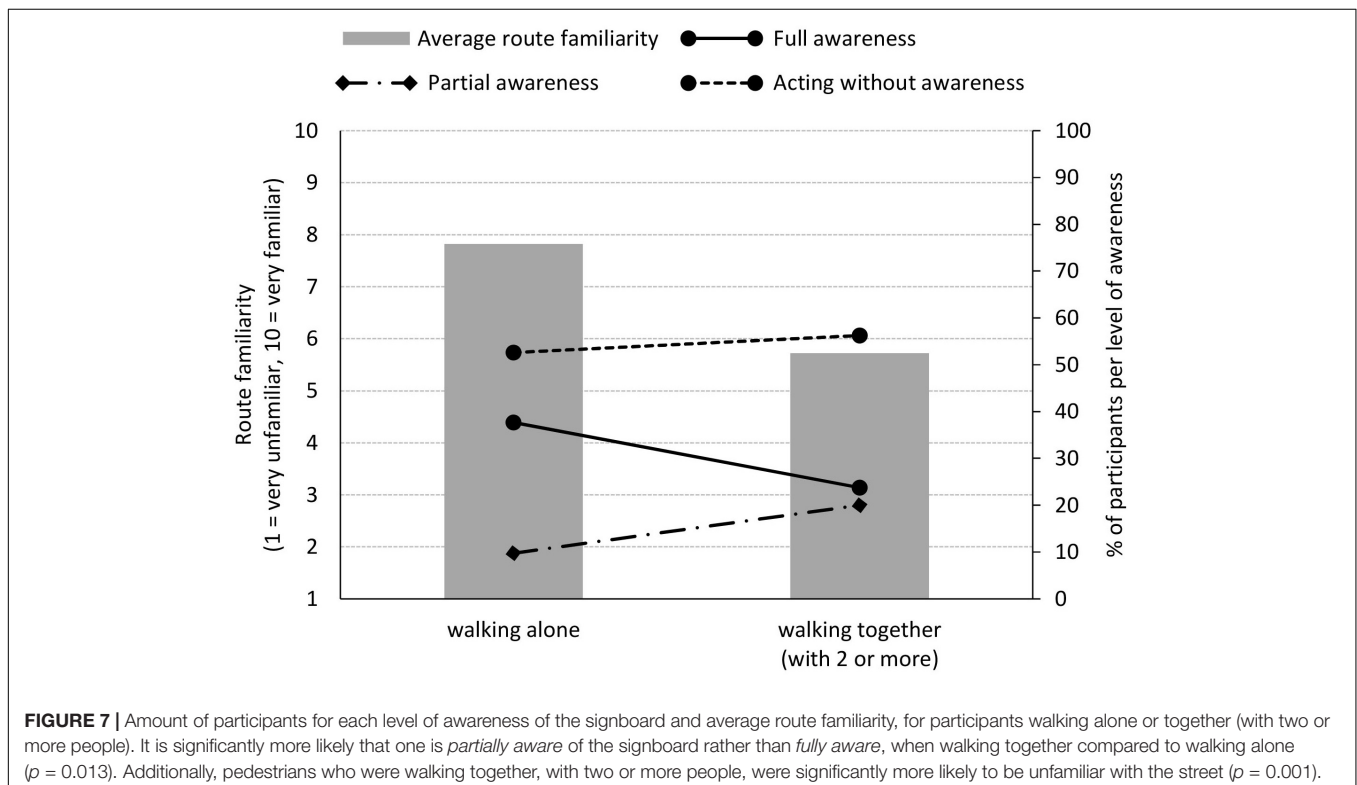 Average route familiarity
Full awareness
Partial awareness
Acting without awareness
Route familiarity
(1 = very unfamiliar, 10 = very familiar)
10
9
8
7
6
5
4
3
2
1
100
90
80
70
60
50
40
30
20
10
0
% of participants per level of awareness
walking alone
walking together
(with 2 or more)
FIGURE 7 | Amount of participants for each level of awareness of the signboard and average route familiarity, for participants walking alone or together (with two or
more people). It is significantly more likely that one is partially aware of the signboard rather than fully aware, when walking together compared to walking alone
(p = 0.013). Additionally, pedestrians who were walking together, with two or more people, were significantly more likely to be unfamiliar with the street (p = 0.001).